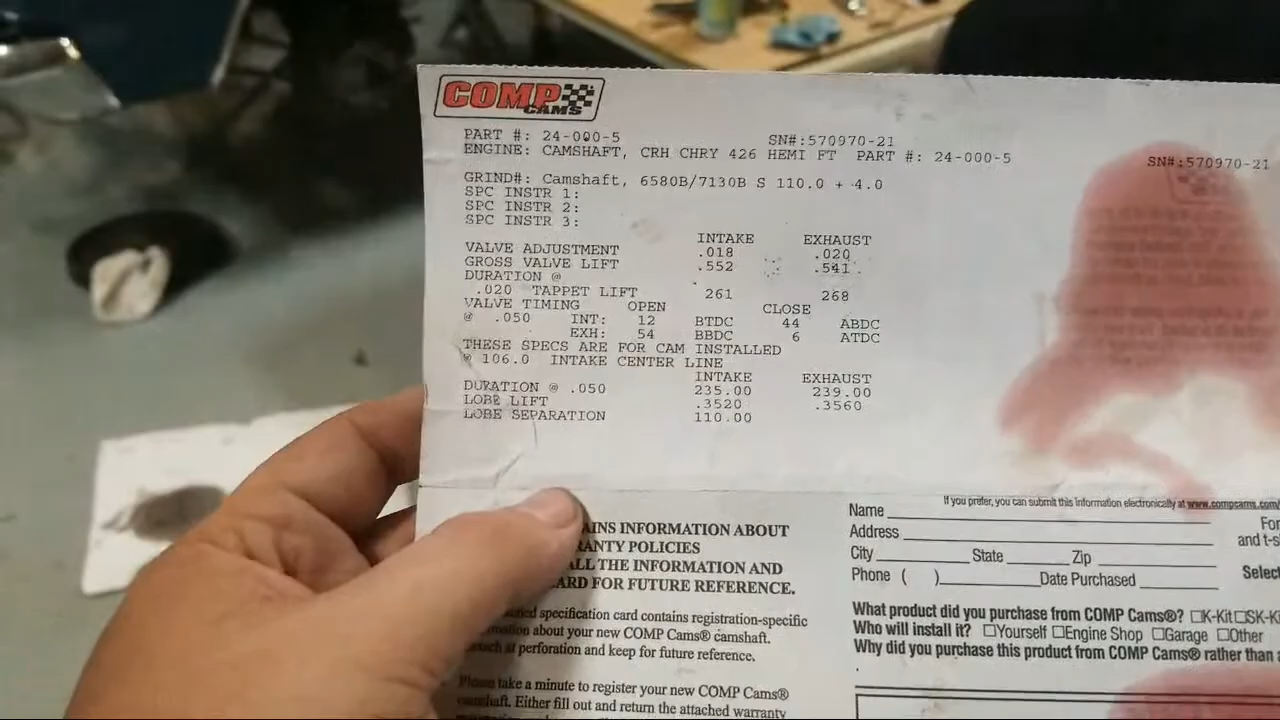 COMP
CAMS
PART #: 24-000-5 SN#:570970-21
ENGINE: CAMSHAFT, CRH CHRY 426 HEMI FT PART #: 24-000-5 SN#:570970-21
GRIND#: Camshaft, 6580B/7130B S 110.0 + 4.0
SPC INSTR 1:
SPC INSTR 2:
SPC INSTR 3:
INTAKE EXHAUST
VALVE ADJUSTMENT .018 .020
GROSS VALVE LIFT .552 .541
DURATION @
.020 TAPPET LIFT 261 268
VALVE TIMING OPEN CLOSE
@ .050 INT: 12 BTDC 44 ABDC
EXH: 54 BBDC 6 ATDC
THESE SPECS ARE FOR CAM INSTALLED
@ 106.0 INTAKE CENTER LINE
INTAKE EXHAUST
DURATION @ .050 235.00 239.00
LOBE LIFT .3520 .3560
LOBE SEPARATION 110.00
AINS INFORMATION ABOUT
RANTY POLICIES
ALL THE INFORMATION AND
ARD FOR FUTURE REFERENCE.
specification card contains registration-specific
about your new COMP Cams® camshaft.
at perforation and keep for future reference.
Please take a minute to register your new COMP Cams®
camshaft. Either fill out and return the attached warranty
If you prefer, you can submit this information electronically at www.compcams.com
Name
Address
City State Zip
Phone ( ) Date Purchased
For
and t-s
Selec
What product did you purchase from COMP Cams®? □K-Kit □SK-Ki
Who will install it? □Yourself □Engine Shop □Garage □Other
Why did you purchase this product from COMP Cams® rather than a